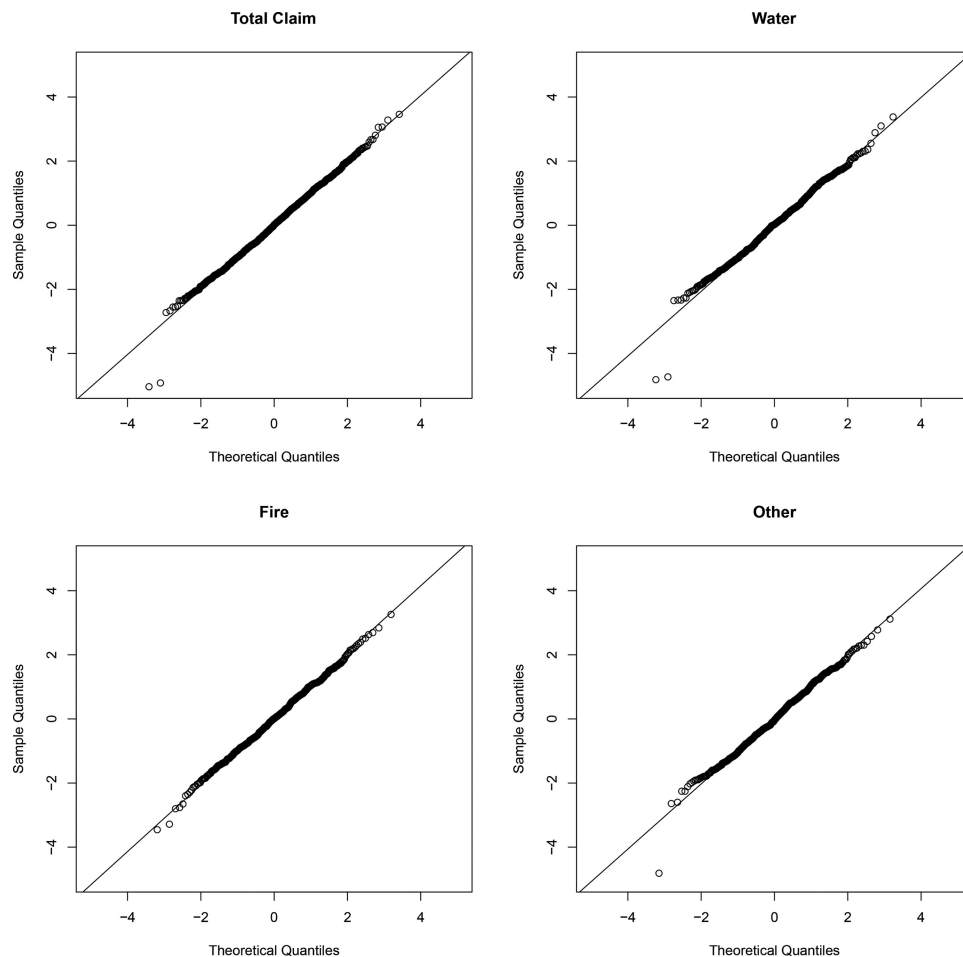 Total Claim
Sample Quantiles
4
2
0
−2
−4
−4 −2 0 2 4
Theoretical Quantiles
Water
Sample Quantiles
4
2
0
−2
−4
−4 −2 0 2 4
Theoretical Quantiles
Fire
Sample Quantiles
4
2
0
−2
−4
−4 −2 0 2 4
Theoretical Quantiles
Other
Sample Quantiles
4
2
0
−2
−4
−4 −2 0 2 4
Theoretical Quantiles